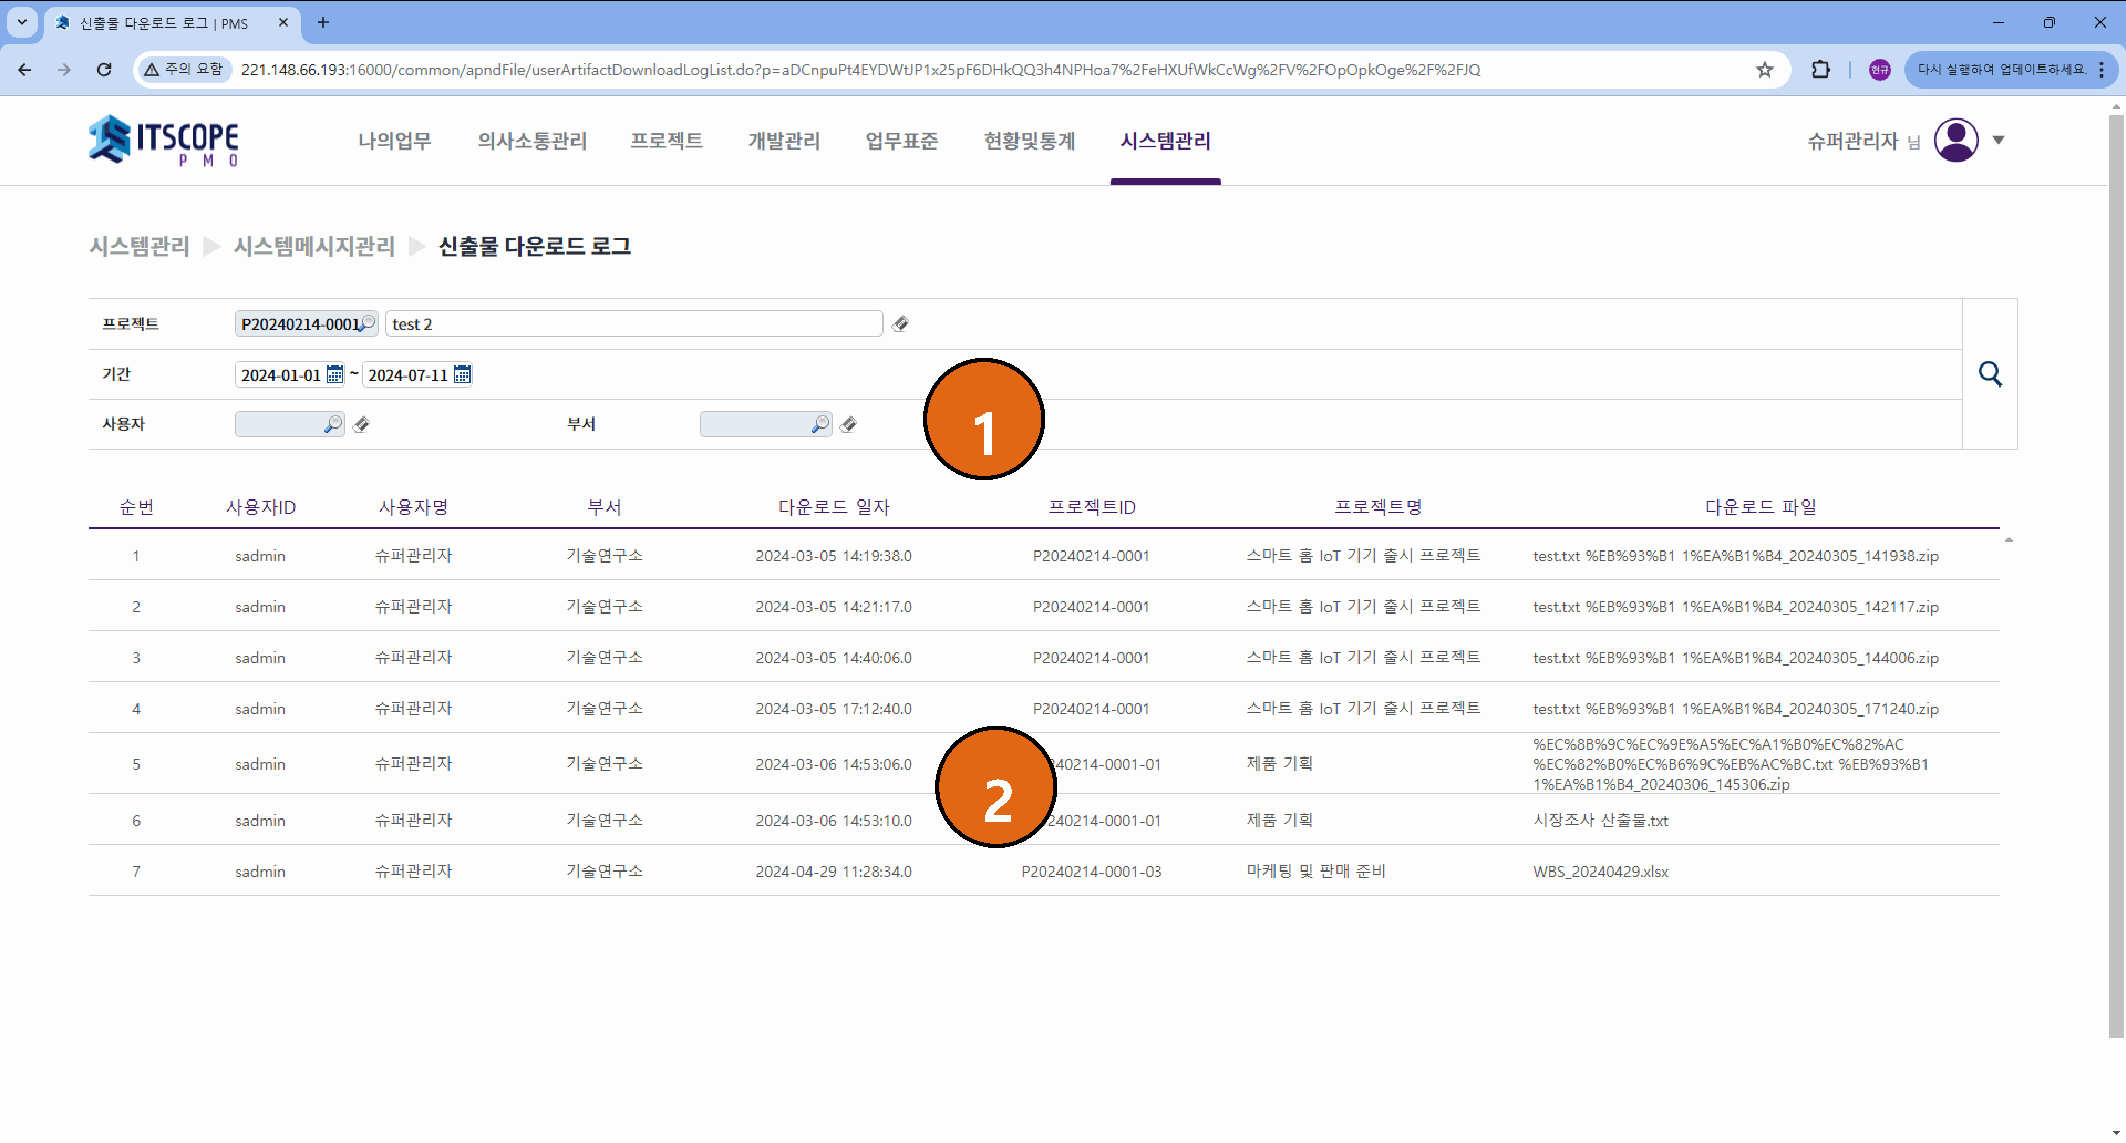 신출물 다운로드 로그 | PMS
주의 요함 221.148.66.193:16000/common/apndFile/userArtifactDownloadLogList.do?p=aDCnpuPt4EYDWtJP1x25pF6DHkQQ3h4NPHoa7%2FeHXUfWkCcWg%2FV%2FOpOpkOge%2F%2FJQ 현규 다시 실행하여 업데이트하세요.
ITSCOPE
PMO
나의업무 의사소통관리 프로젝트 개발관리 업무표준 현황및통계 시스템관리 슈퍼관리자 님
시스템관리 시스템메시지관리 신출물 다운로드 로그
프로젝트 P20240214-0001 test 2
기간 2024-01-01 ~ 2024-07-11
사용자 부서
1
순번 사용자ID 사용자명 부서 다운로드 일자 프로젝트ID 프로젝트명 다운로드 파일
1 sadmin 슈퍼관리자 기술연구소 2024-03-05 14:19:38.0 P20240214-0001 스마트 홈 IoT 기기 출시 프로젝트 test.txt %EB%93%B1 1%EA%B1%B4_20240305_141938.zip
2 sadmin 슈퍼관리자 기술연구소 2024-03-05 14:21:17.0 P20240214-0001 스마트 홈 IoT 기기 출시 프로젝트 test.txt %EB%93%B1 1%EA%B1%B4_20240305_142117.zip
3 sadmin 슈퍼관리자 기술연구소 2024-03-05 14:40:06.0 P20240214-0001 스마트 홈 IoT 기기 출시 프로젝트 test.txt %EB%93%B1 1%EA%B1%B4_20240305_144006.zip
4 sadmin 슈퍼관리자 기술연구소 2024-03-05 17:12:40.0 P20240214-0001 스마트 홈 IoT 기기 출시 프로젝트 test.txt %EB%93%B1 1%EA%B1%B4_20240305_171240.zip
5 sadmin 슈퍼관리자 기술연구소 2024-03-06 14:53:06.0 240214-0001-01 제품 기획 %EC%8B%9C%EC%9E%A5%EC%A1%B0%EC%82%AC
%EC%82%B0%EC%B6%9C%EB%AC%BC.txt %EB%93%B1
1%EA%B1%B4_20240306_145306.zip
2
6 sadmin 슈퍼관리자 기술연구소 2024-03-06 14:53:10.0 240214-0001-01 제품 기획 시장조사 산출물.txt
7 sadmin 슈퍼관리자 기술연구소 2024-04-29 11:28:34.0 P20240214-0001-03 마케팅 및 판매 준비 WBS_20240429.xlsx